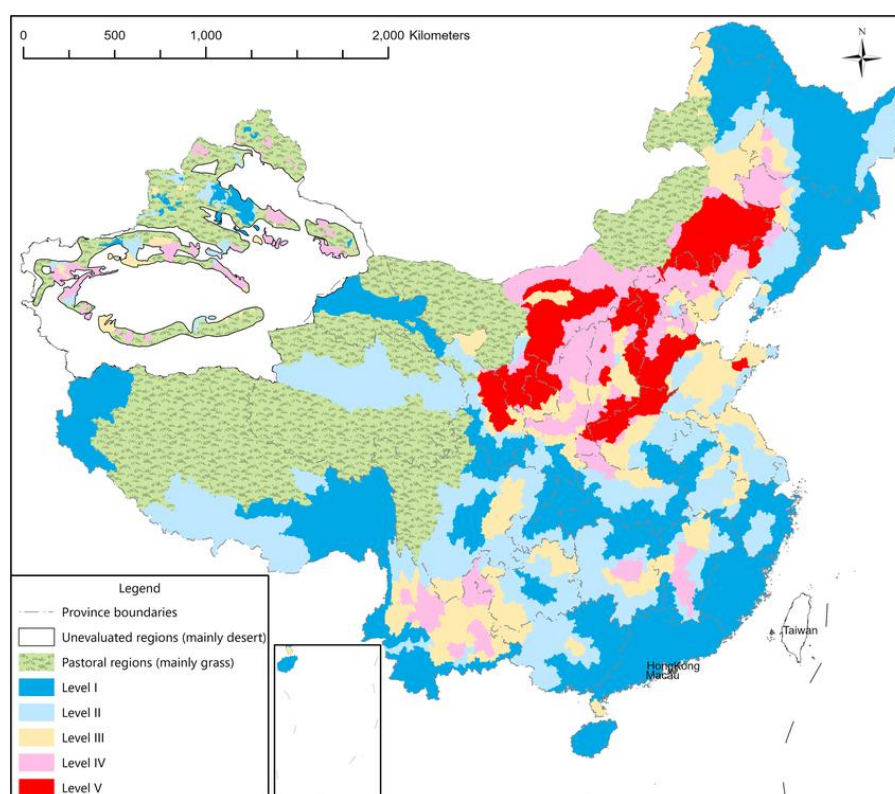 0 500 1,000 2,000 Kilometers
N
Legend
Province boundaries
Unevaluated regions (mainly desert)
Pastoral regions (mainly grass)
Level I
Level II
Level III
Level IV
Level V
Taiwan
HongKong
Macau